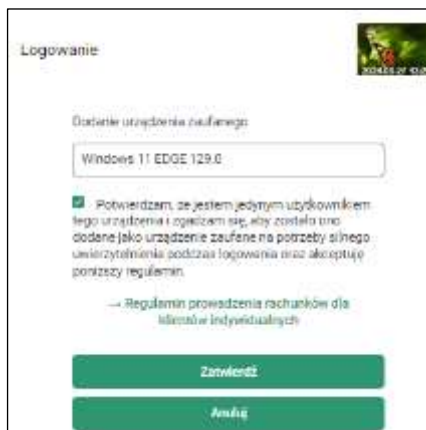 Logowanie
Dodanie urządzenia zaufanego
Windows 11 EDGE 129.0
Potwierdzam, że jestem jedynym użytkownikiem
tego urządzenia i zgadzam się, aby zostało ono
dodane jako urządzenie zaufane na potrzeby silnego
uwierzytelnienia podczas logowania oraz akceptuję
poniższy regulamin.
→ Regulamin prowadzenia rachunków dla
klientów indywidualnych
Zatwierdź
Anuluj